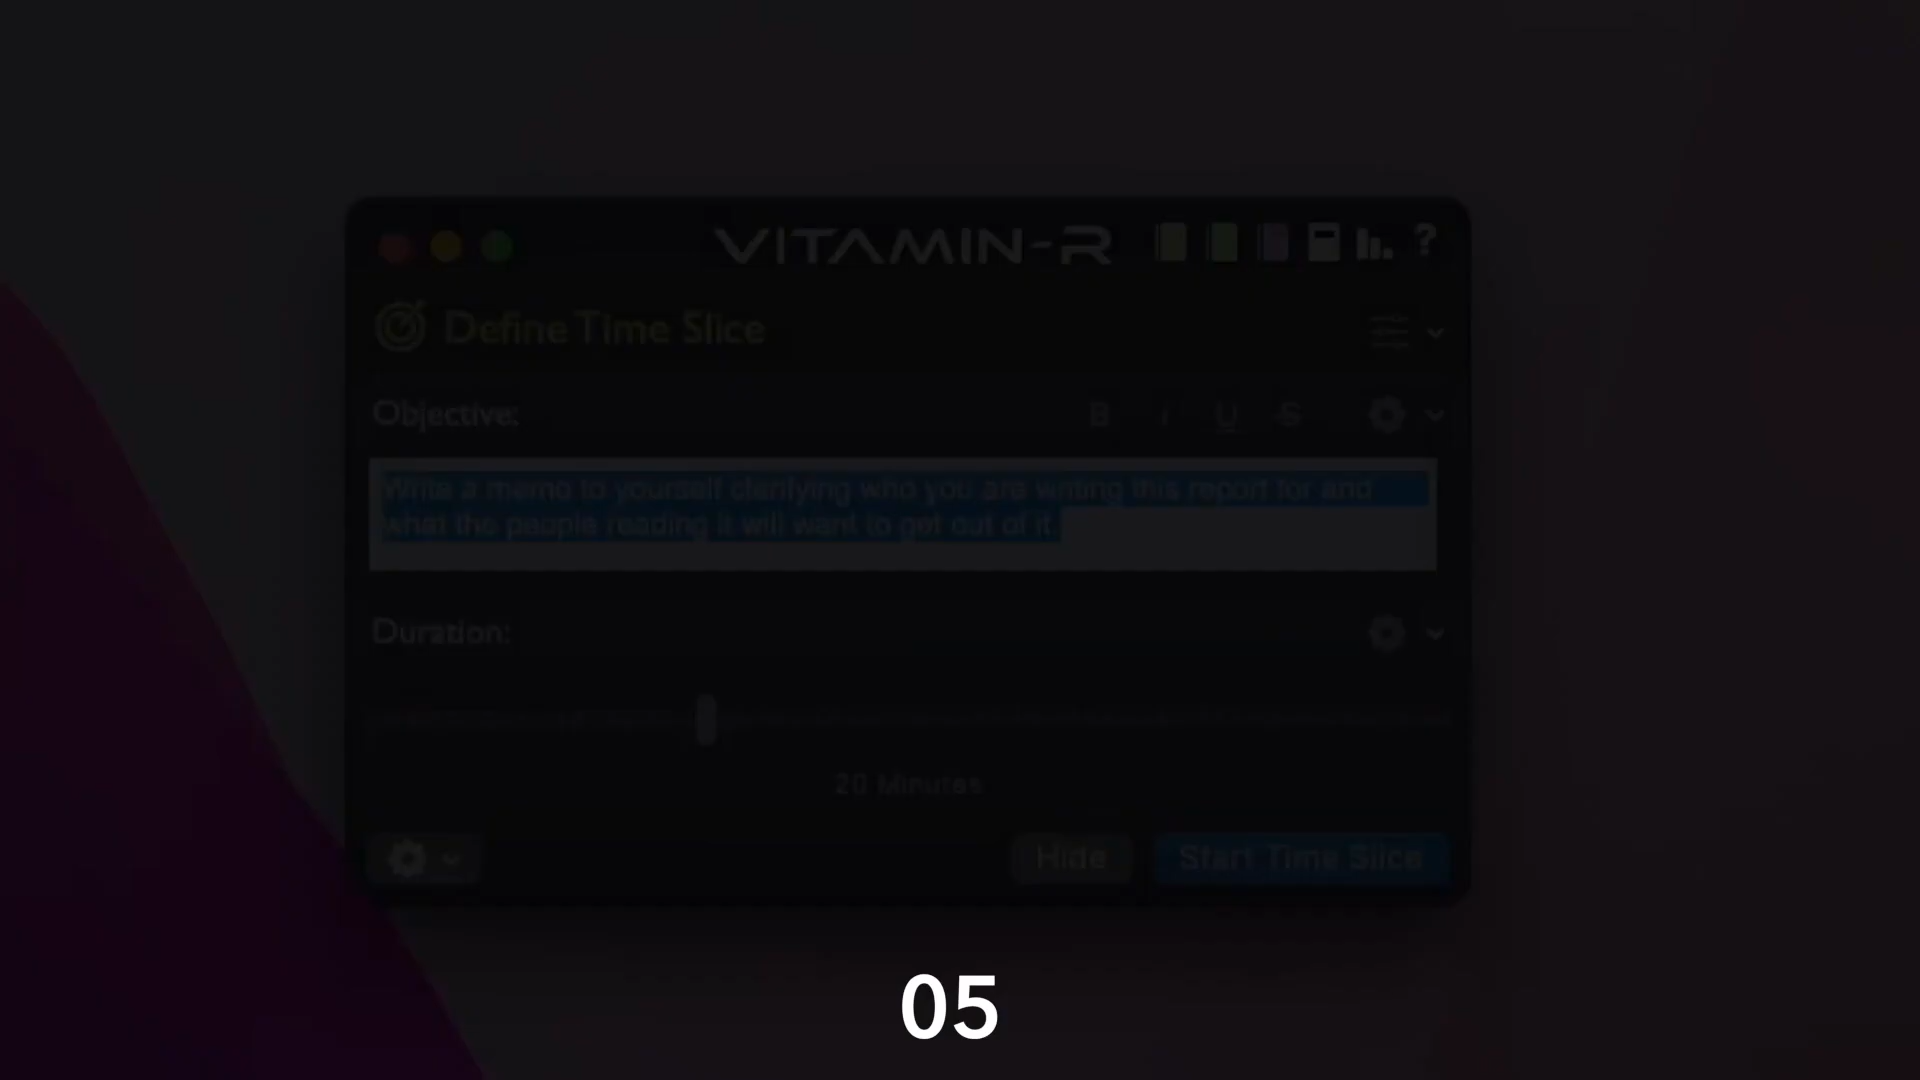 VITAMIN-R
?
Define Time Slice
Objective:
B I U S
Write a memo to yourself clarifying who you are writing this report for and
what the people reading it will want to get out of it.
Duration:
20 Minutes
Hide
Start Time Slice
05